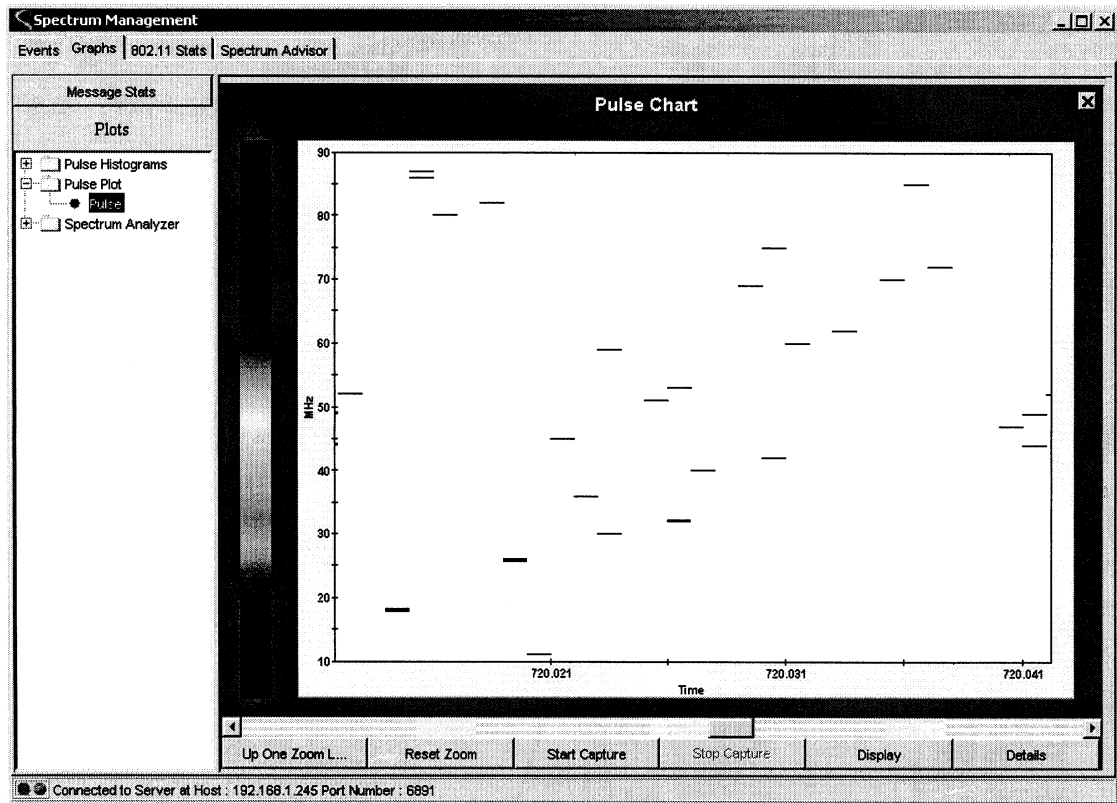 Spectrum Management
Events Graphs 802.11 Stats Spectrum Advisor
Message Stats
Plots
Pulse Histograms
Pulse Plot
Pulse
Spectrum Analyzer
Pulse Chart
90
80
70
60
50
40
30
20
10
MHz
720.021 720.031 720.041
Time
Up One Zoom L... Reset Zoom Start Capture Stop Capture Display Details
Connected to Server at Host : 192.168.1.245 Port Number : 6891